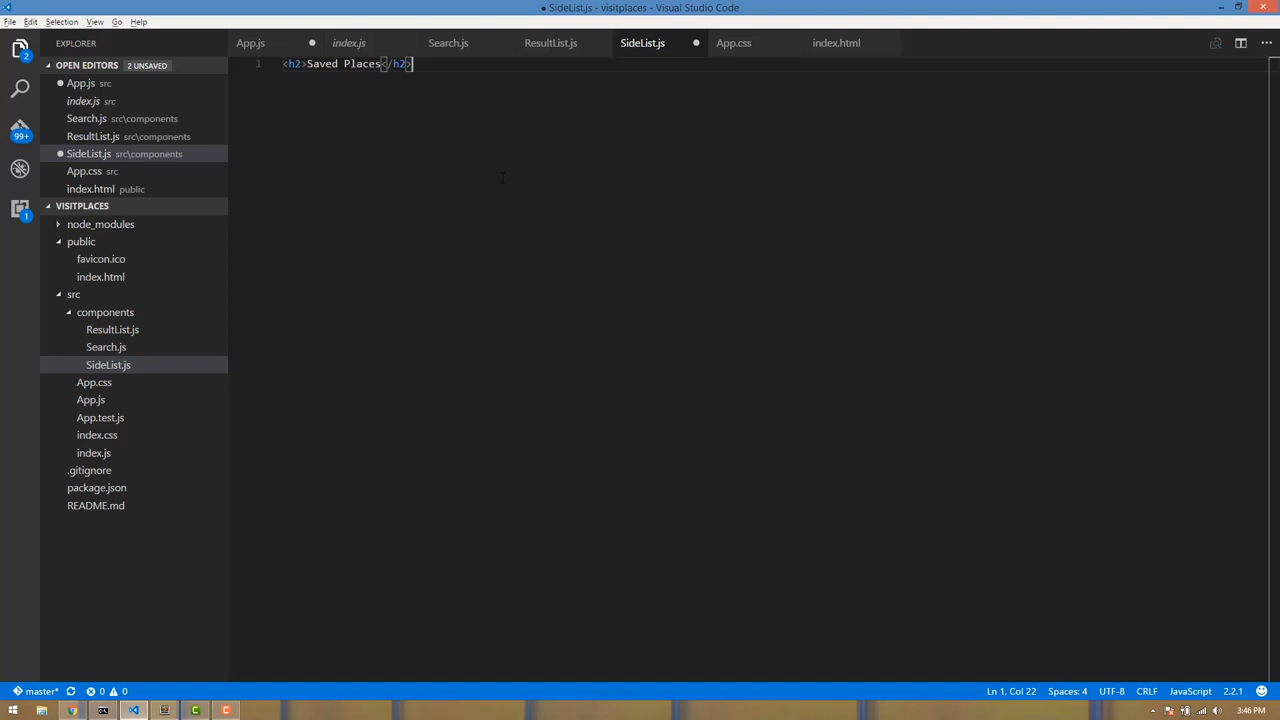 ● SideList.js - visitplaces - Visual Studio Code
File Edit Selection View Go Help
EXPLORER
App.js index.js Search.js ResultList.js SideList.js App.css index.html
OPEN EDITORS 2 UNSAVED
App.js src
index.js src
Search.js src\components
ResultList.js src\components
SideList.js src\components
App.css src
index.html public
VISITPLACES
node_modules
public
favicon.ico
index.html
src
components
ResultList.js
Search.js
SideList.js
App.css
App.js
App.test.js
index.css
index.js
.gitignore
package.json
README.md
2
99+
1
1 <h2>Saved Places</h2>
master* 0 0 Ln 1, Col 22 Spaces: 4 UTF-8 CRLF JavaScript 2.2.1
3:46 PM